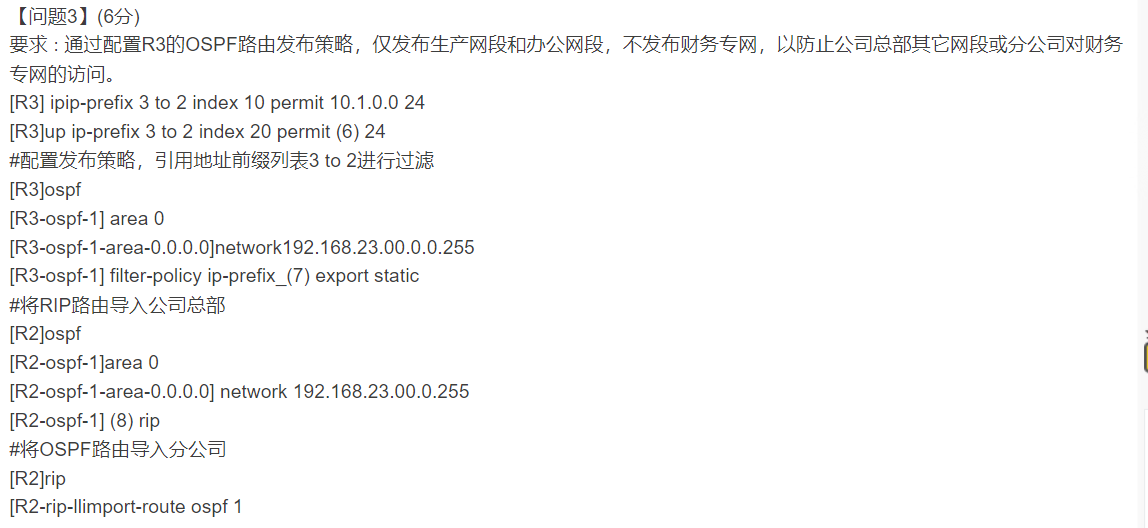 【问题3】(6分)
要求 : 通过配置R3的OSPF路由发布策略，仅发布生产网段和办公网段，不发布财务专网，以防止公司总部其它网段或分公司对财务
专网的访问。
[R3] ipip-prefix 3 to 2 index 10 permit 10.1.0.0 24
[R3]up ip-prefix 3 to 2 index 20 permit (6) 24
#配置发布策略，引用地址前缀列表3 to 2进行过滤
[R3]ospf
[R3-ospf-1] area 0
[R3-ospf-1-area-0.0.0.0]network192.168.23.00.0.0.255
[R3-ospf-1] filter-policy ip-prefix_(7) export static
#将RIP路由导入公司总部
[R2]ospf
[R2-ospf-1]area 0
[R2-ospf-1-area-0.0.0.0] network 192.168.23.00.0.0.255
[R2-ospf-1] (8) rip
#将OSPF路由导入分公司
[R2]rip
[R2-rip-llimport-route ospf 1